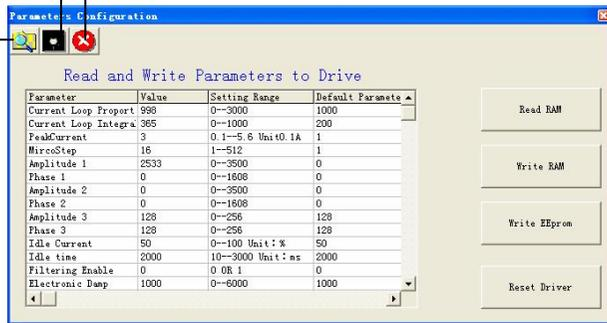 Parameters Configuration
Read and Write Parameters to Drive
Parameter Value Setting Range Default Paramete
Current Loop Proport 998 0--3000 1000
Current Loop Integra 365 0--1000 200
PeakCurrent 3 0.1--5.6 Unit0.1A 1
MircoStep 16 1--512 1
Amplitude 1 2533 0--3500 0
Phase 1 0 0--1608 0
Amplitude 2 0 0--3500 0
Phase 2 0 0--1608 0
Amplitude 3 128 0--256 128
Phase 3 128 0--256 128
Idle Current 50 0--100 Unit:% 50
Idle time 2000 10--3000 Unit:ms 2000
Filtering Enable 0 0 OR 1 0
Electronic Damp 1000 0--6000 1000
Read RAM
Write RAM
Write EEprom
Reset Driver